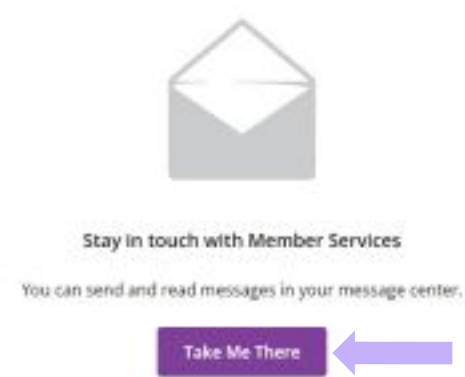 Stay in touch with Member Services
You can send and read messages in your message center.
Take Me There